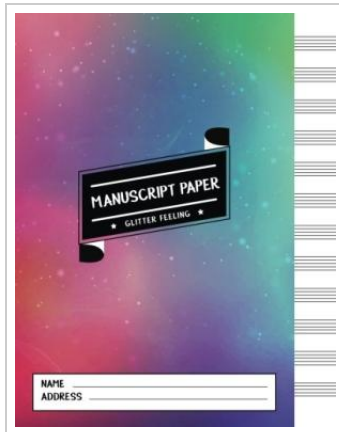 MANUSCRIPT PAPER
★ GLITTER FEELING ★
NAME
ADDRESS